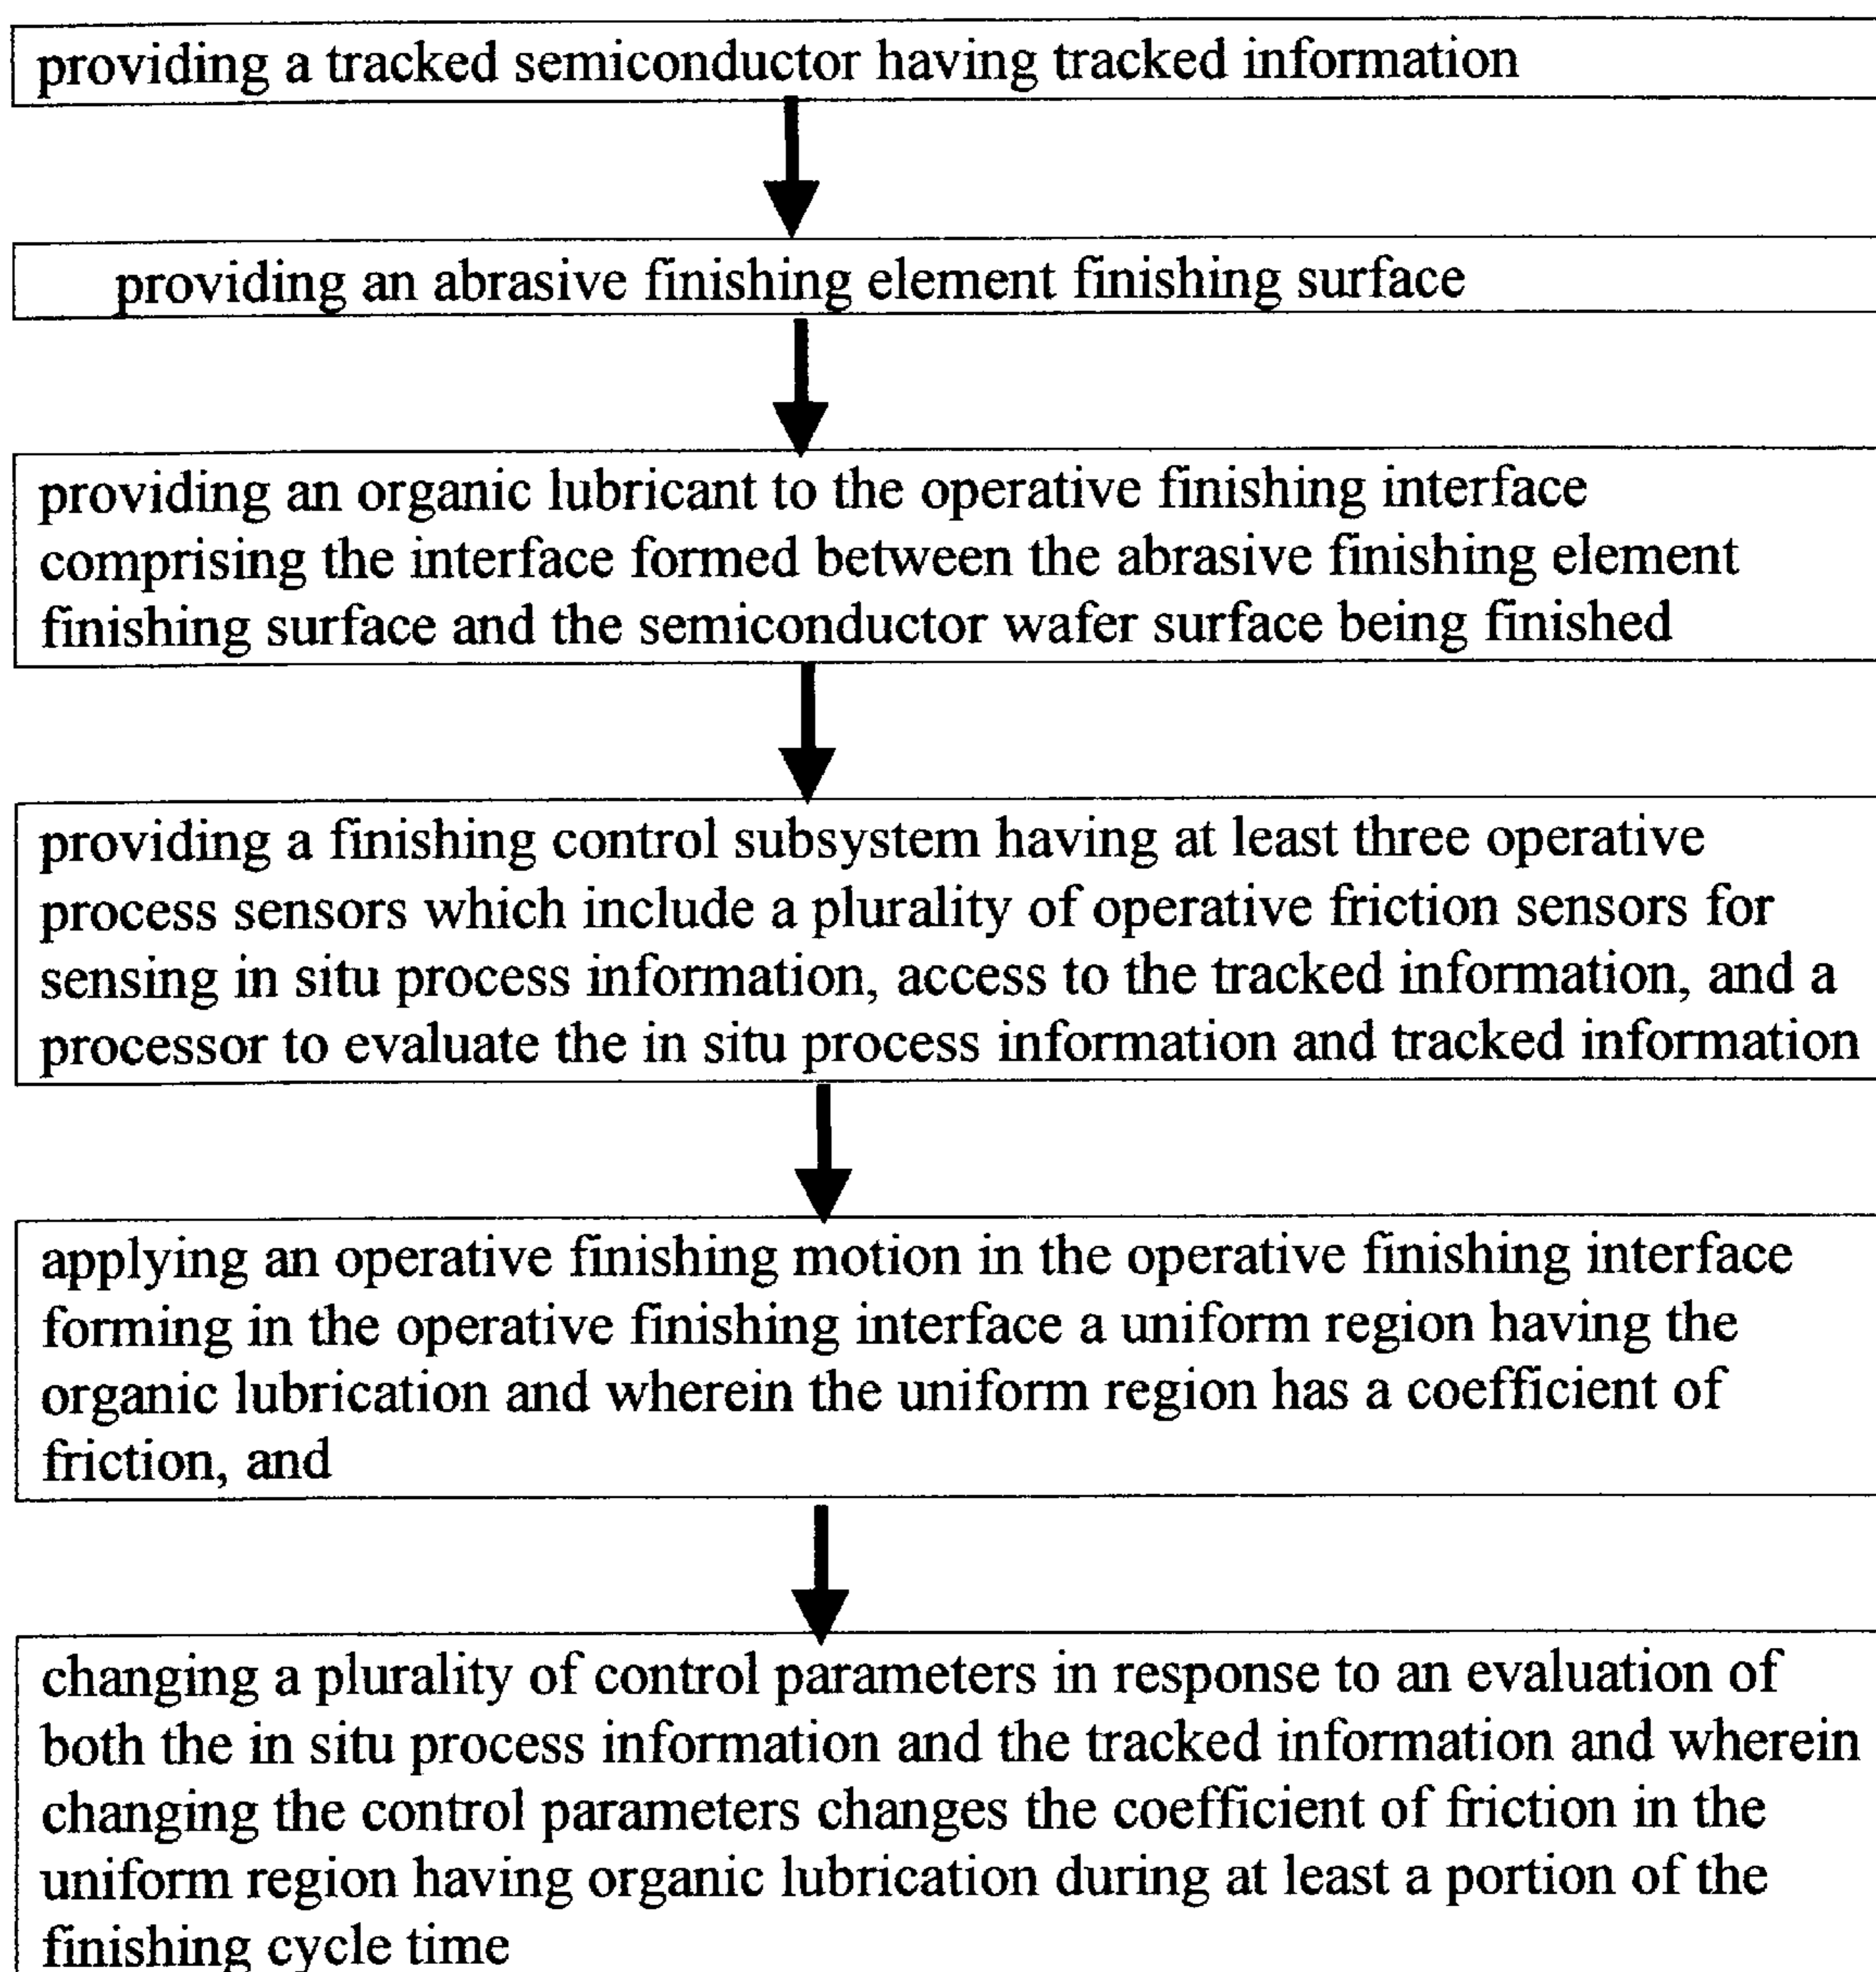 providing a tracked semiconductor having tracked information
providing an abrasive finishing element finishing surface
providing an organic lubricant to the operative finishing interface
comprising the interface formed between the abrasive finishing element
finishing surface and the semiconductor wafer surface being finished
providing a finishing control subsystem having at least three operative
process sensors which include a plurality of operative friction sensors for
sensing in situ process information, access to the tracked information, and a
processor to evaluate the in situ process information and tracked information
applying an operative finishing motion in the operative finishing interface
forming in the operative finishing interface a uniform region having the
organic lubrication and wherein the uniform region has a coefficient of
friction, and
changing a plurality of control parameters in response to an evaluation of
both the in situ process information and the tracked information and wherein
changing the control parameters changes the coefficient of friction in the
uniform region having organic lubrication during at least a portion of the
finishing cycle time